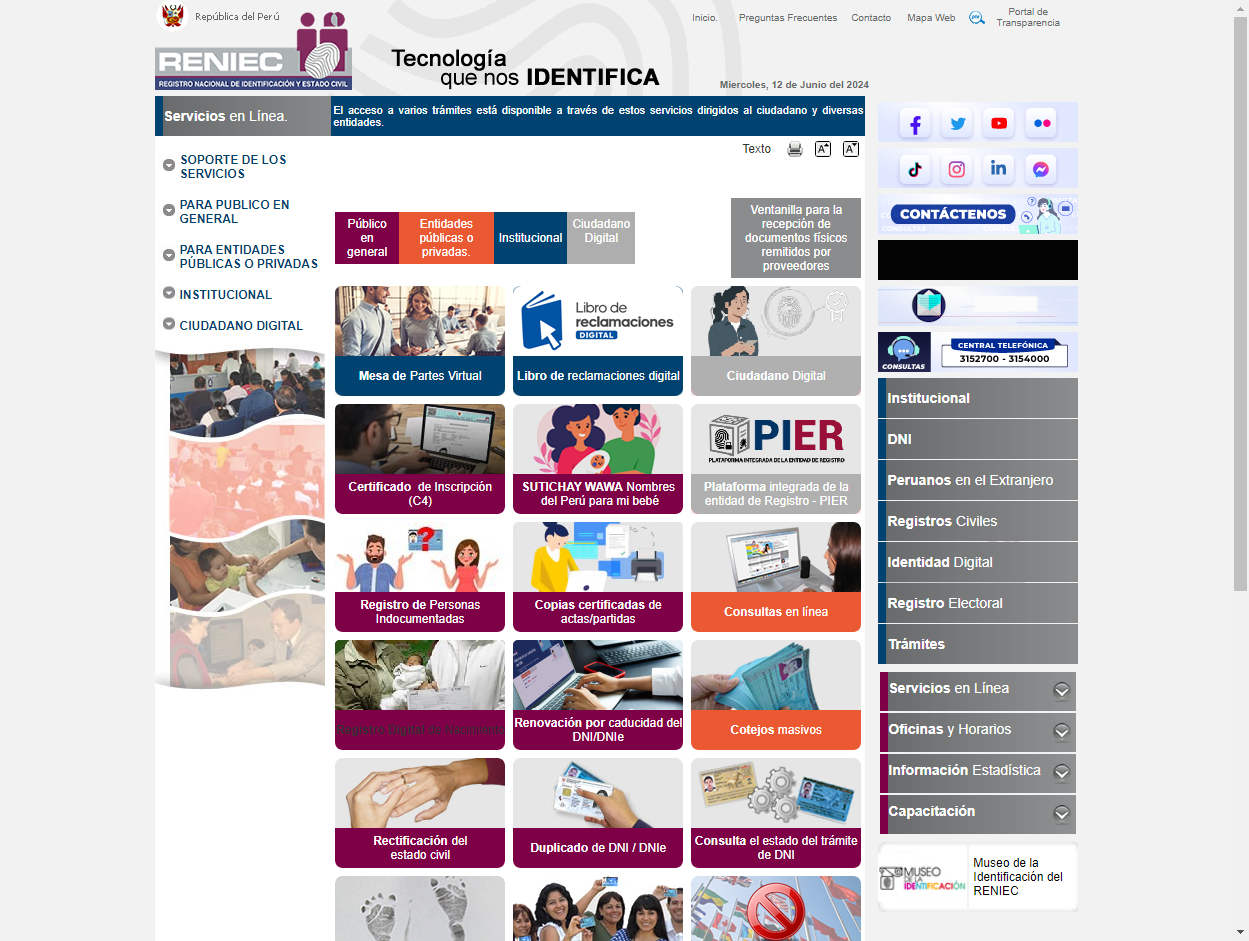 República del Perú
Inicio.
Preguntas Frecuentes
Contacto
Mapa Web
Portal de
Transparencia
RENIEC
REGISTRO NACIONAL DE IDENTIFICACIÓN Y ESTADO CIVIL
Tecnología
que nos IDENTIFICA
Miercoles, 12 de Junio del 2024
Servicios en Línea.
El acceso a varios trámites está disponible a través de estos servicios dirigidos al ciudadano y diversas
entidades.
Texto
SOPORTE DE LOS
SERVICIOS
PARA PUBLICO EN
GENERAL
PARA ENTIDADES
PÚBLICAS O PRIVADAS
INSTITUCIONAL
CIUDADANO DIGITAL
Público
en
general
Entidades
públicas o
privadas.
Institucional
Ciudadano
Digital
Ventanilla para la
recepción de
documentos físicos
remitidos por
proveedores
Mesa de Partes Virtual
Libro de
reclamaciones
DIGITAL
Libro de reclamaciones digital
Ciudadano Digital
Certificado de Inscripción
(C4)
SUTICHAY WAWA Nombres
del Perú para mi bebé
PIER
PLATAFORMA INTEGRADA DE LA ENTIDAD DE REGISTRO
Plataforma integrada de la
entidad de Registro - PIER
Registro de Personas
Indocumentadas
Copias certificadas de
actas/partidas
Consultas en línea
Renovación por caducidad del
DNI/DNIe
Cotejos masivos
Rectificación del
estado civil
Duplicado de DNI / DNIe
Consulta el estado del trámite
de DNI
CONTÁCTENOS
CONSULTAS
CENTRAL TELEFÓNICA
3152700 - 3154000
Institucional
DNI
Peruanos en el Extranjero
Registros Civiles
Identidad Digital
Registro Electoral
Trámites
Servicios en Línea
Oficinas y Horarios
Información Estadística
Capacitación
MUSEO
DE LA
IDENTIFICACIÓN
Museo de la
Identificación del
RENIEC